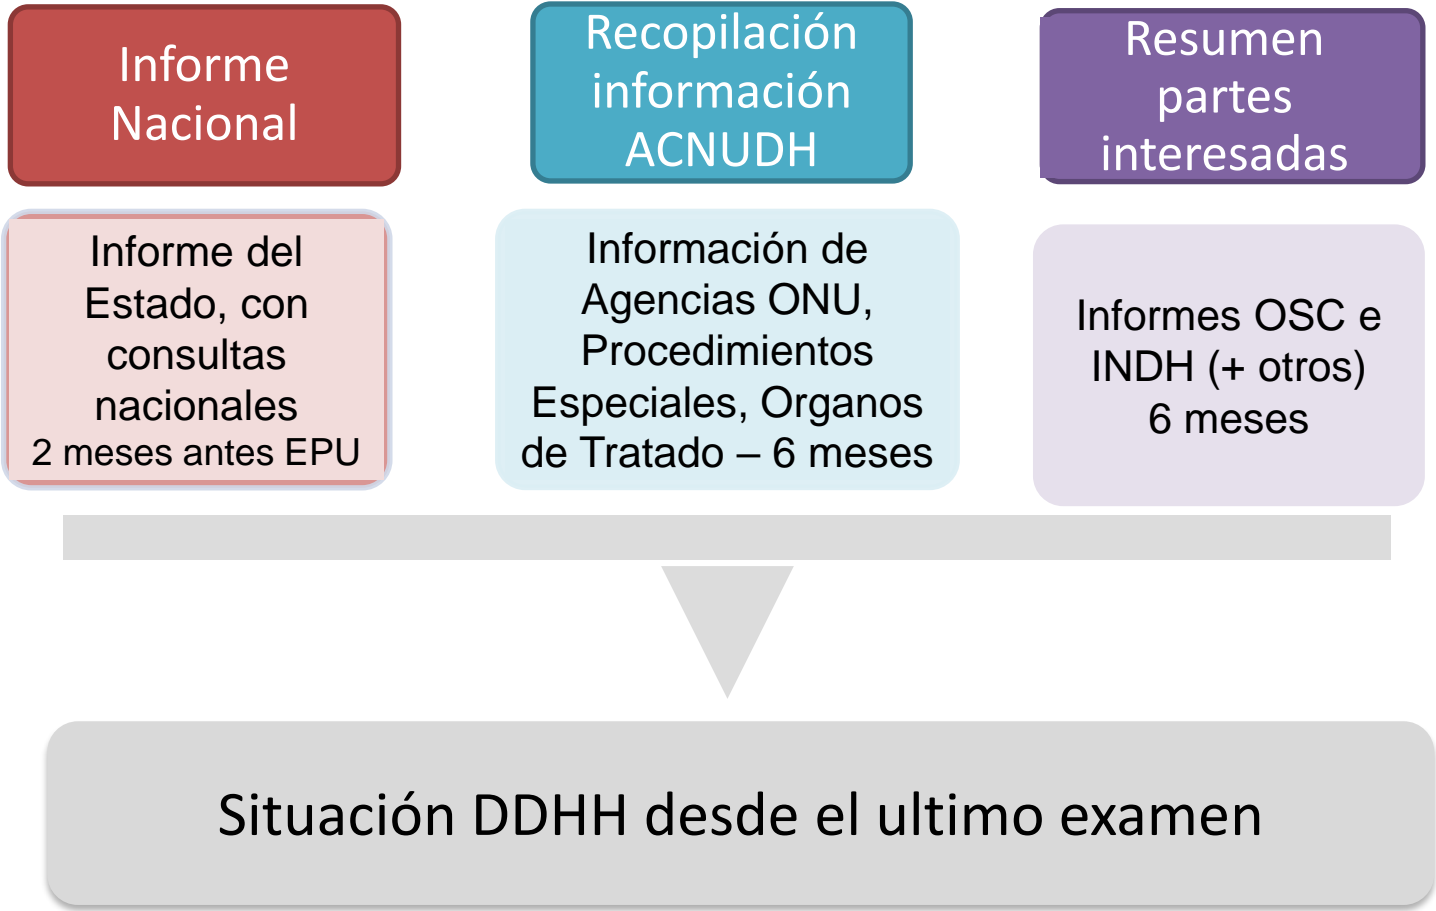 Informe
Nacional
Recopilación
información
ACNUDH
Resumen
partes
interesadas
Informe del
Estado, con
consultas
nacionales
2 meses antes EPU
Información de
Agencias ONU,
Procedimientos
Especiales, Organos
de Tratado – 6 meses
Informes OSC e
INDH (+ otros)
6 meses
Situación DDHH desde el ultimo examen